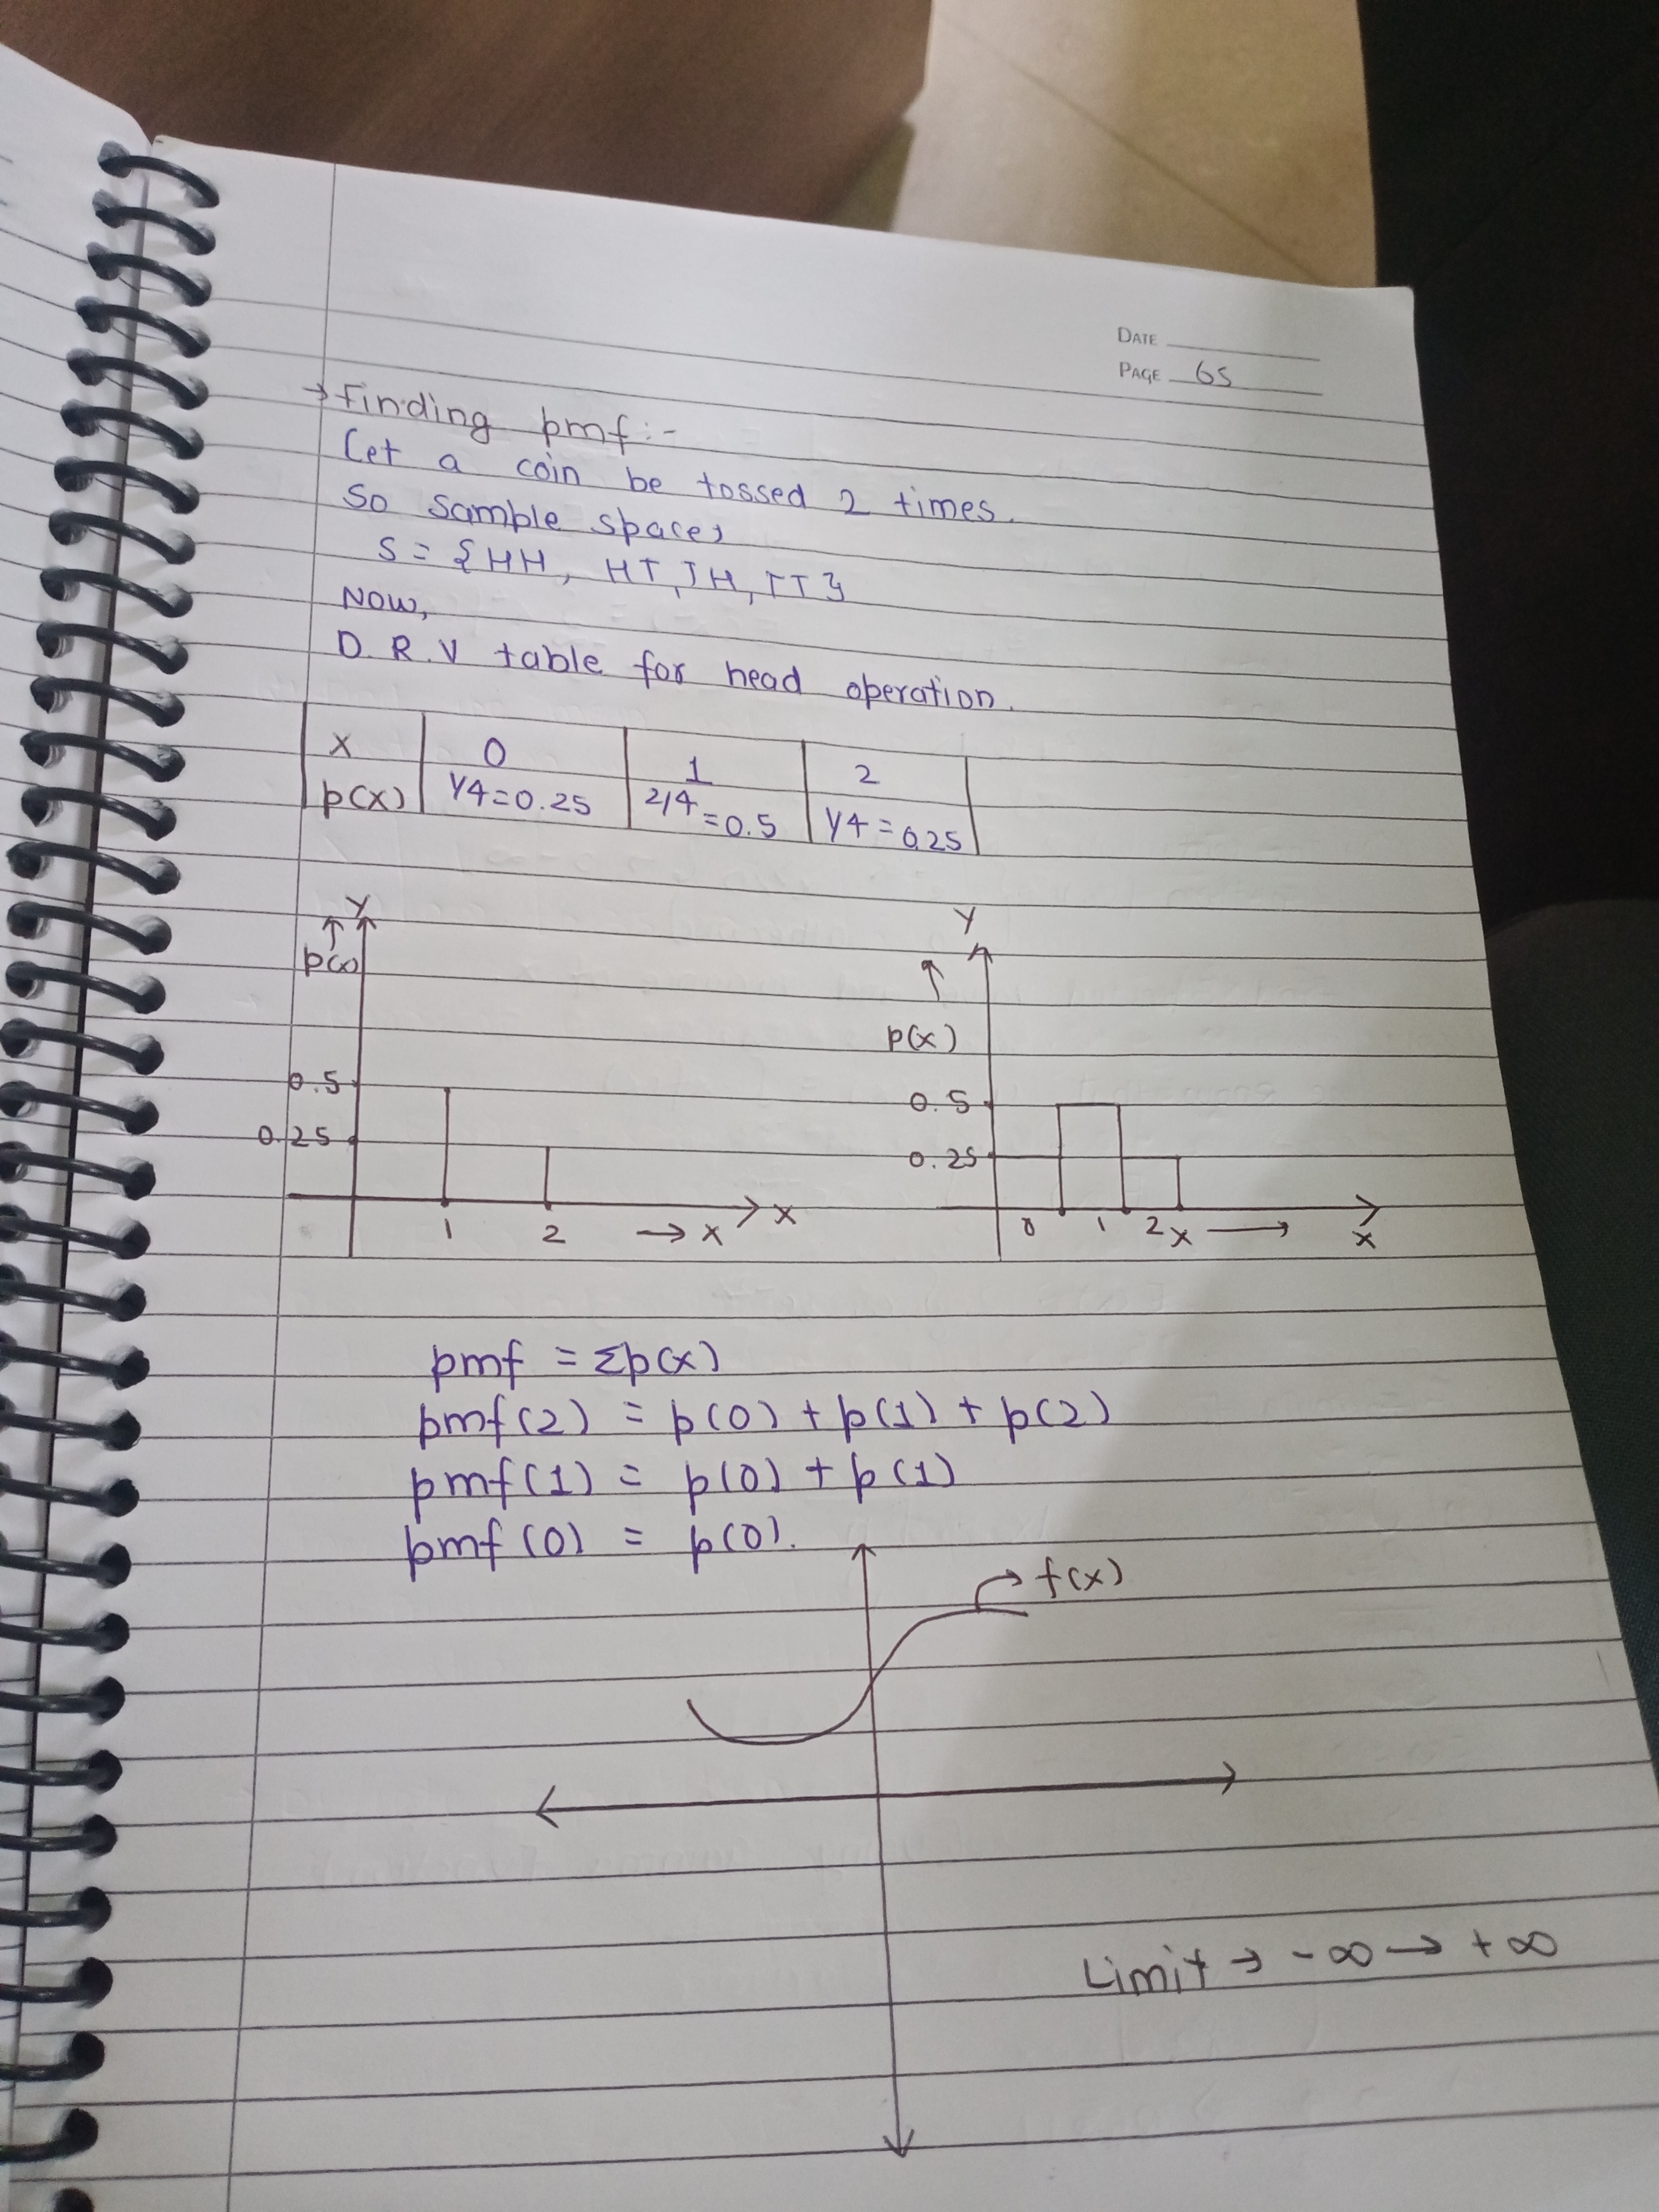 DATE
PAGE 65
→ Finding pmf :-
Let a coin be tossed 2 times.
So sample space,
S = {HH, HT, TH, TT}
Now,
D.R.V table for head operation.
X 0 1 2
p(x) 1/4=0.25 2/4=0.5 1/4=0.25
Y
↑
p(x)
0.5
0.25
1 2 → x
X
Y
↑
p(x)
0.5
0.25
0 1 2 x →
X
pmf = Σp(x)
pmf(2) = p(0) + p(1) + p(2)
pmf(1) = p(0) + p(1)
pmf(0) = p(0).
→ f(x)
Limit → -∞ → +∞